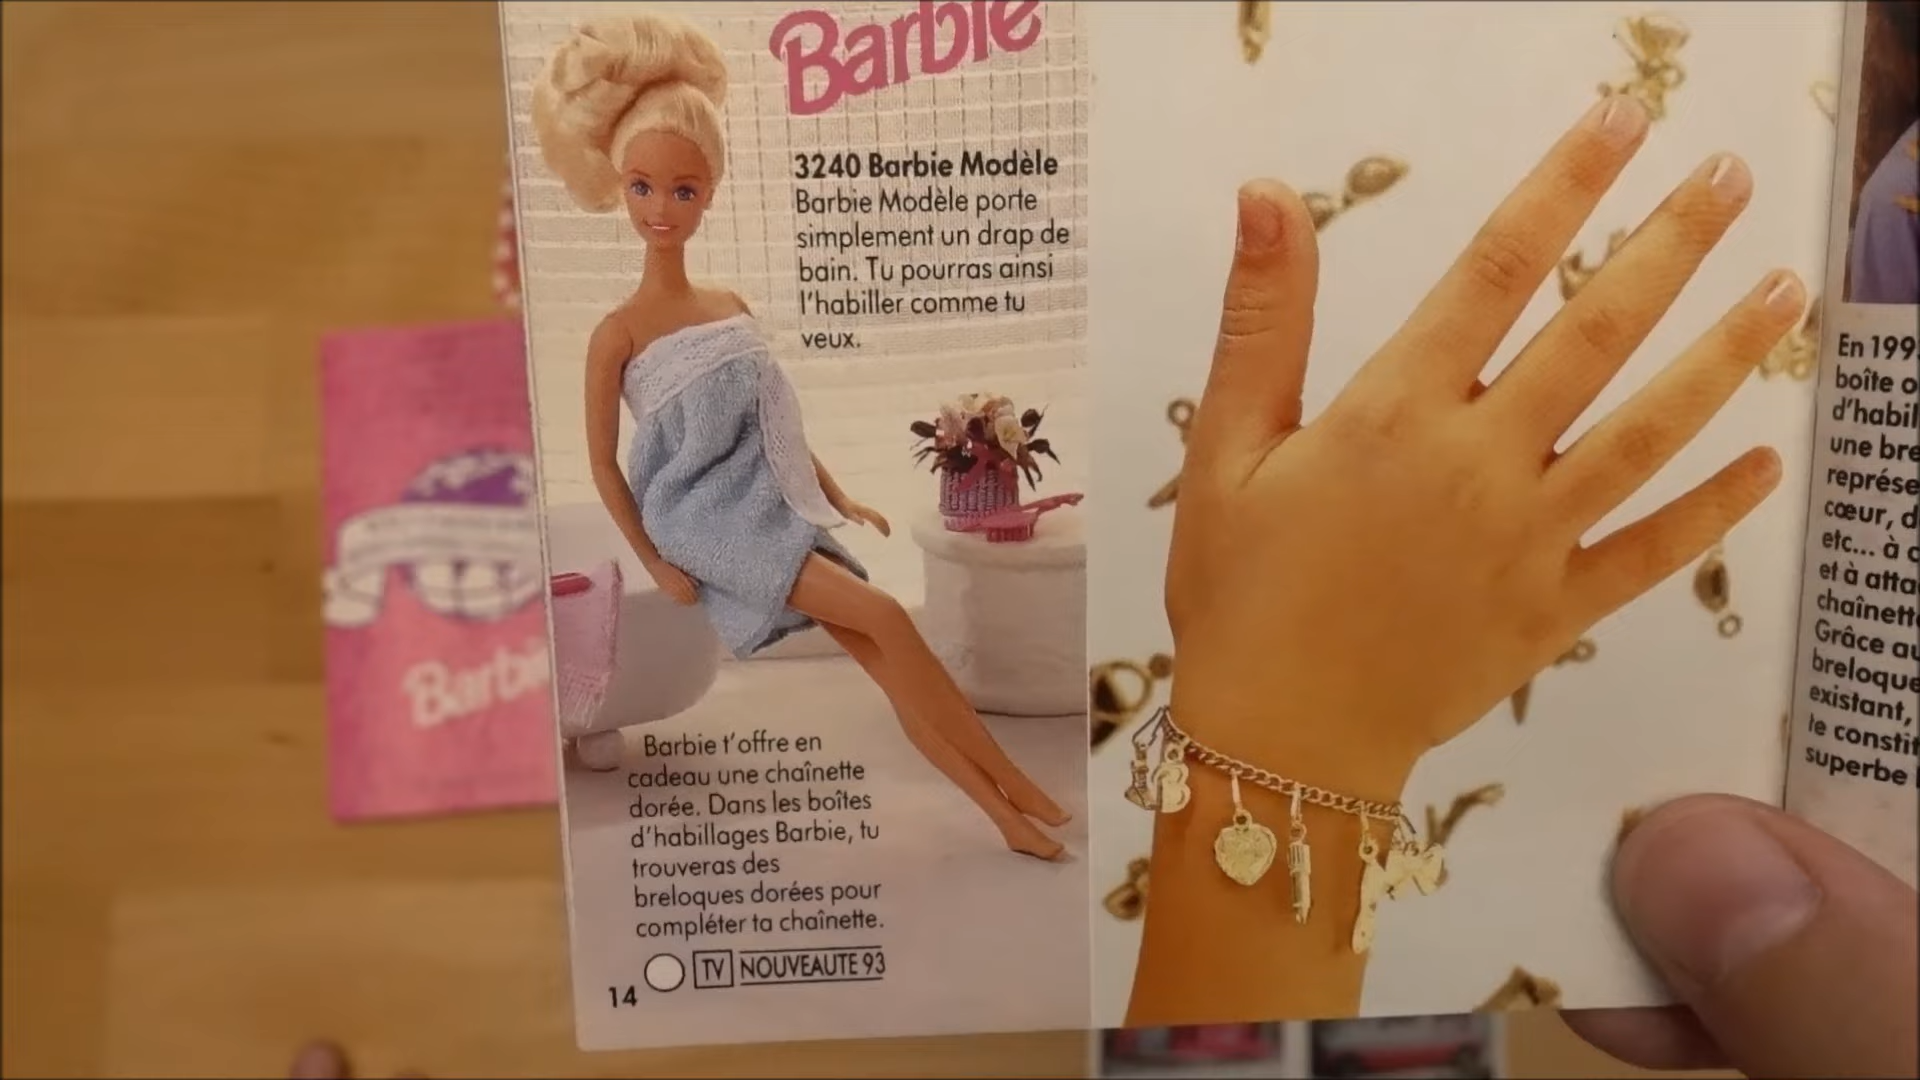 Barbie
3240 Barbie Modèle
Barbie Modèle porte
simplement un drap de
bain. Tu pourras ainsi
l'habiller comme tu
veux.
Barbie t'offre en
cadeau une chaînette
dorée. Dans les boîtes
d'habillages Barbie, tu
trouveras des
breloques dorées pour
compléter ta chaînette.
TV NOUVEAUTE 93
14
B
En 199
boîte o
d'habil
une bre
représe
cœur, d
etc... à c
et à atta
chaînett
Grâce au
breloque
existant,
te constit
superbe
Barbie